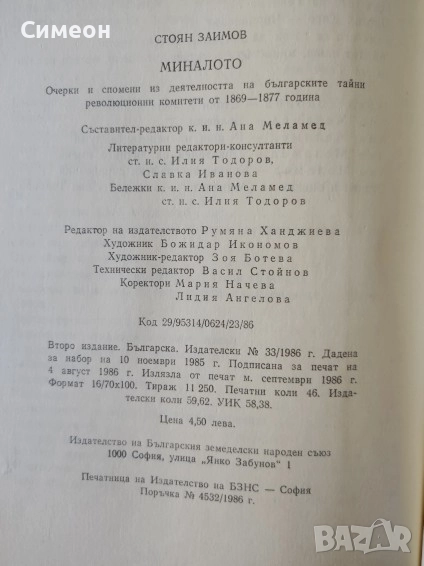 Симеон
СТОЯН ЗАИМОВ
МИНАЛОТО
Очерки и спомени из деятелността на българските тайни
революционни комитети от 1869—1877 година
Съставител-редактор к. и. н. Ана Меламед
Литературни редактори-консултанти
ст. н. с. Илия Тодоров,
Славка Иванова
Бележки к. и. н. Ана Меламед
ст. н. с. Илия Тодоров
Редактор на издателството Румяна Ханджиева
Художник Божидар Икономов
Художник-редактор Зоя Ботева
Технически редактор Васил Стойнов
Коректори Мария Начева
Лидия Ангелова
Код 29/95314/0624/23/86
Второ издание. Българска. Издателски № 33/1986 г. Дадена
за набор на 10 ноември 1985 г. Подписана за печат на
4 август 1986 г. Излязла от печат м. септември 1986 г.
Формат 16/70х100. Тираж 11 250. Печатни коли 46. Изда-
телски коли 59,62. УИК 58,38.
Цена 4,50 лева.
Издателство на Българския земеделски народен съюз
1000 София, улица „Янко Забунов" 1
Печатница на Издателство на БЗНС — София
Поръчка № 4532/1986 г.
BAZAR